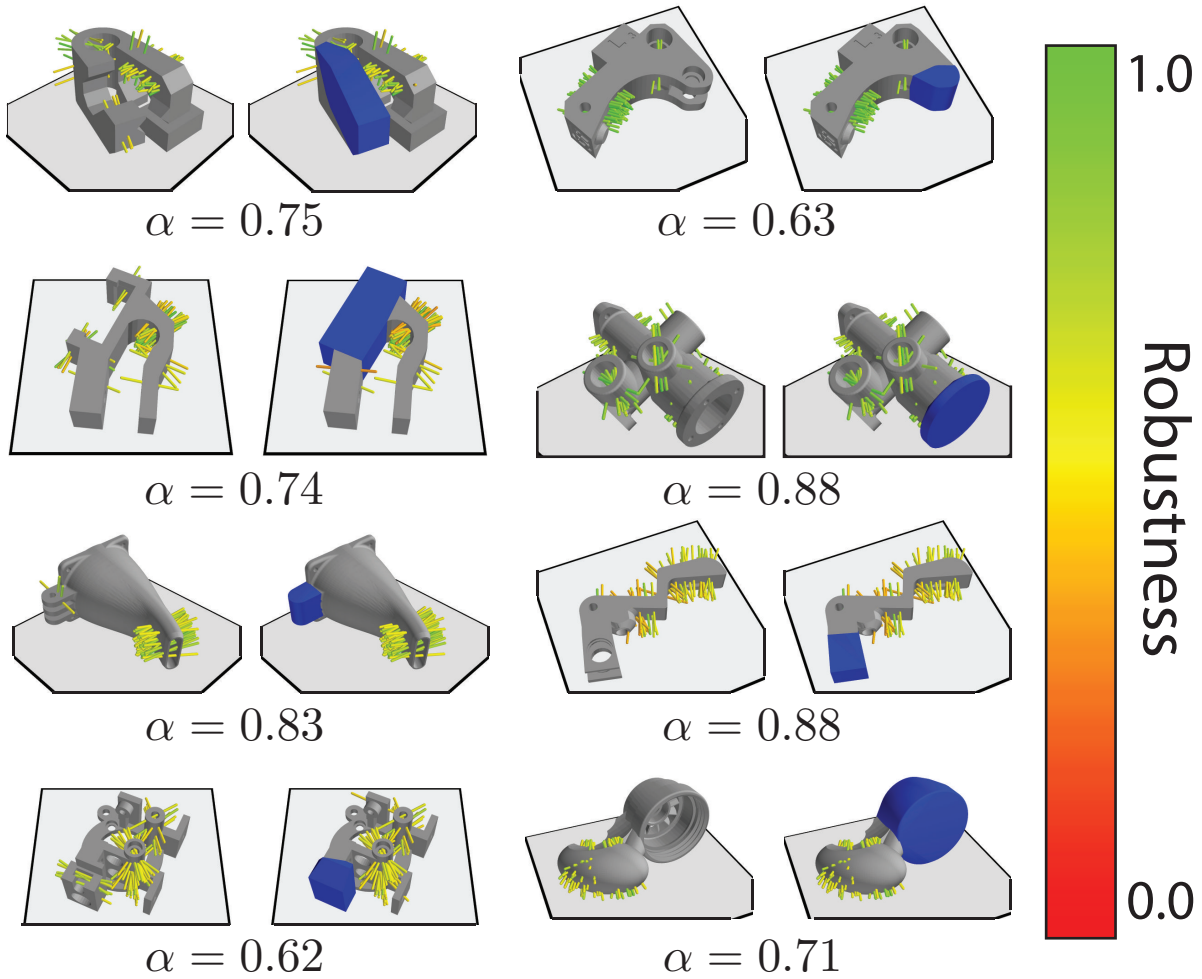 α = 0.75
α = 0.63
α = 0.74
α = 0.88
α = 0.83
α = 0.88
α = 0.62
α = 0.71
1.0
Robustness
0.0